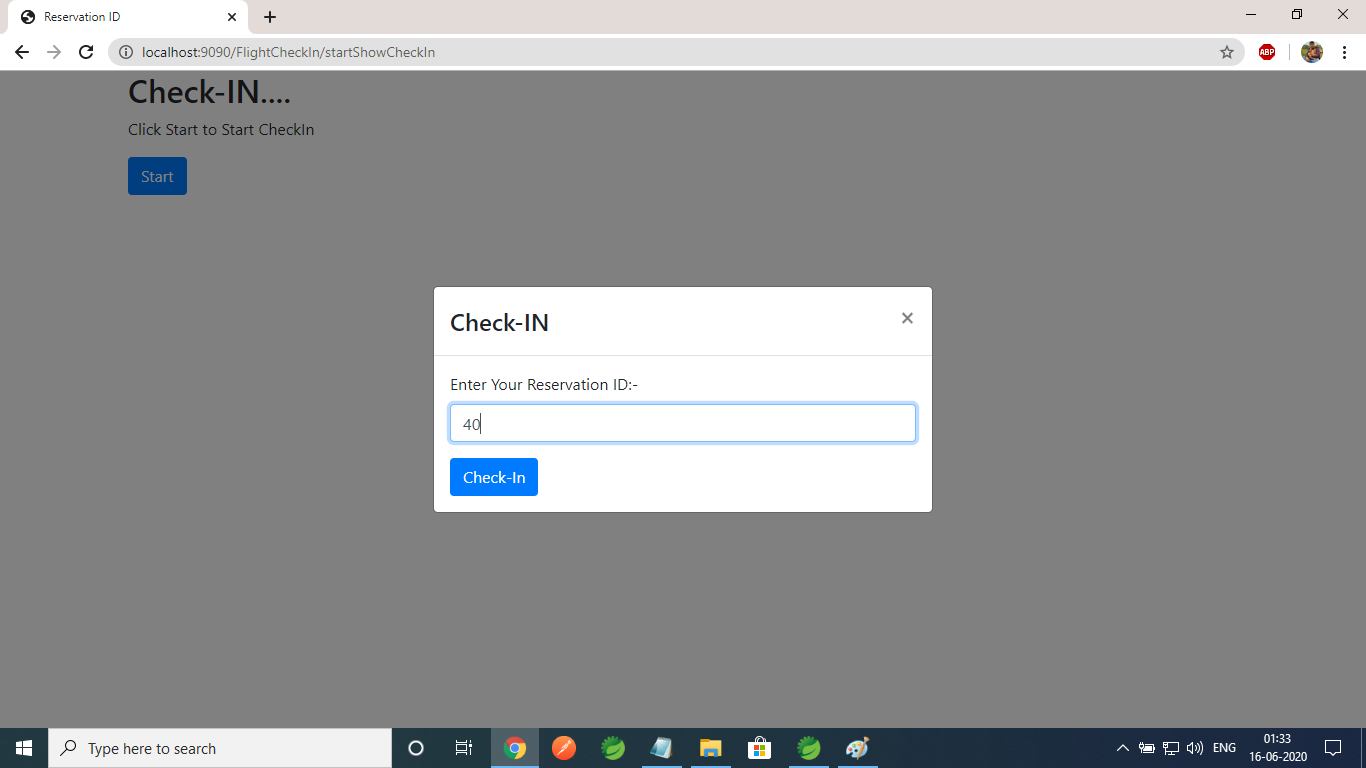 Reservation ID
localhost:9090/FlightCheckIn/startShowCheckIn
ABP
Check-IN....
Click Start to Start CheckIn
Start
Check-IN
×
Enter Your Reservation ID:-
40
Check-In
Type here to search
ENG
01:33
16-06-2020